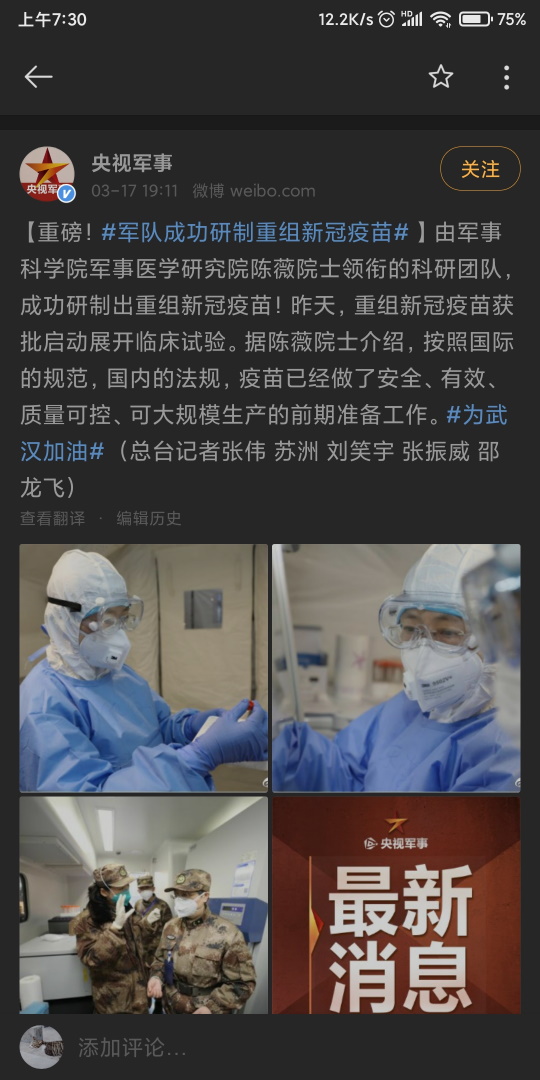 上午7:30 12.2K/s HD 75%
央视军事
03-17 19:11 微博 weibo.com
关注
央视军
【重磅！#军队成功研制重组新冠疫苗# 】由军事
科学院军事医学研究院陈薇院士领衔的科研团队，
成功研制出重组新冠疫苗！昨天，重组新冠疫苗获
批启动展开临床试验。据陈薇院士介绍，按照国际
的规范，国内的法规，疫苗已经做了安全、有效、
质量可控、可大规模生产的前期准备工作。#为武
汉加油#（总台记者张伟 苏洲 刘笑宇 张振威 邵
龙飞）
查看翻译 · 编辑历史
央视军事
最新
消息
添加评论...